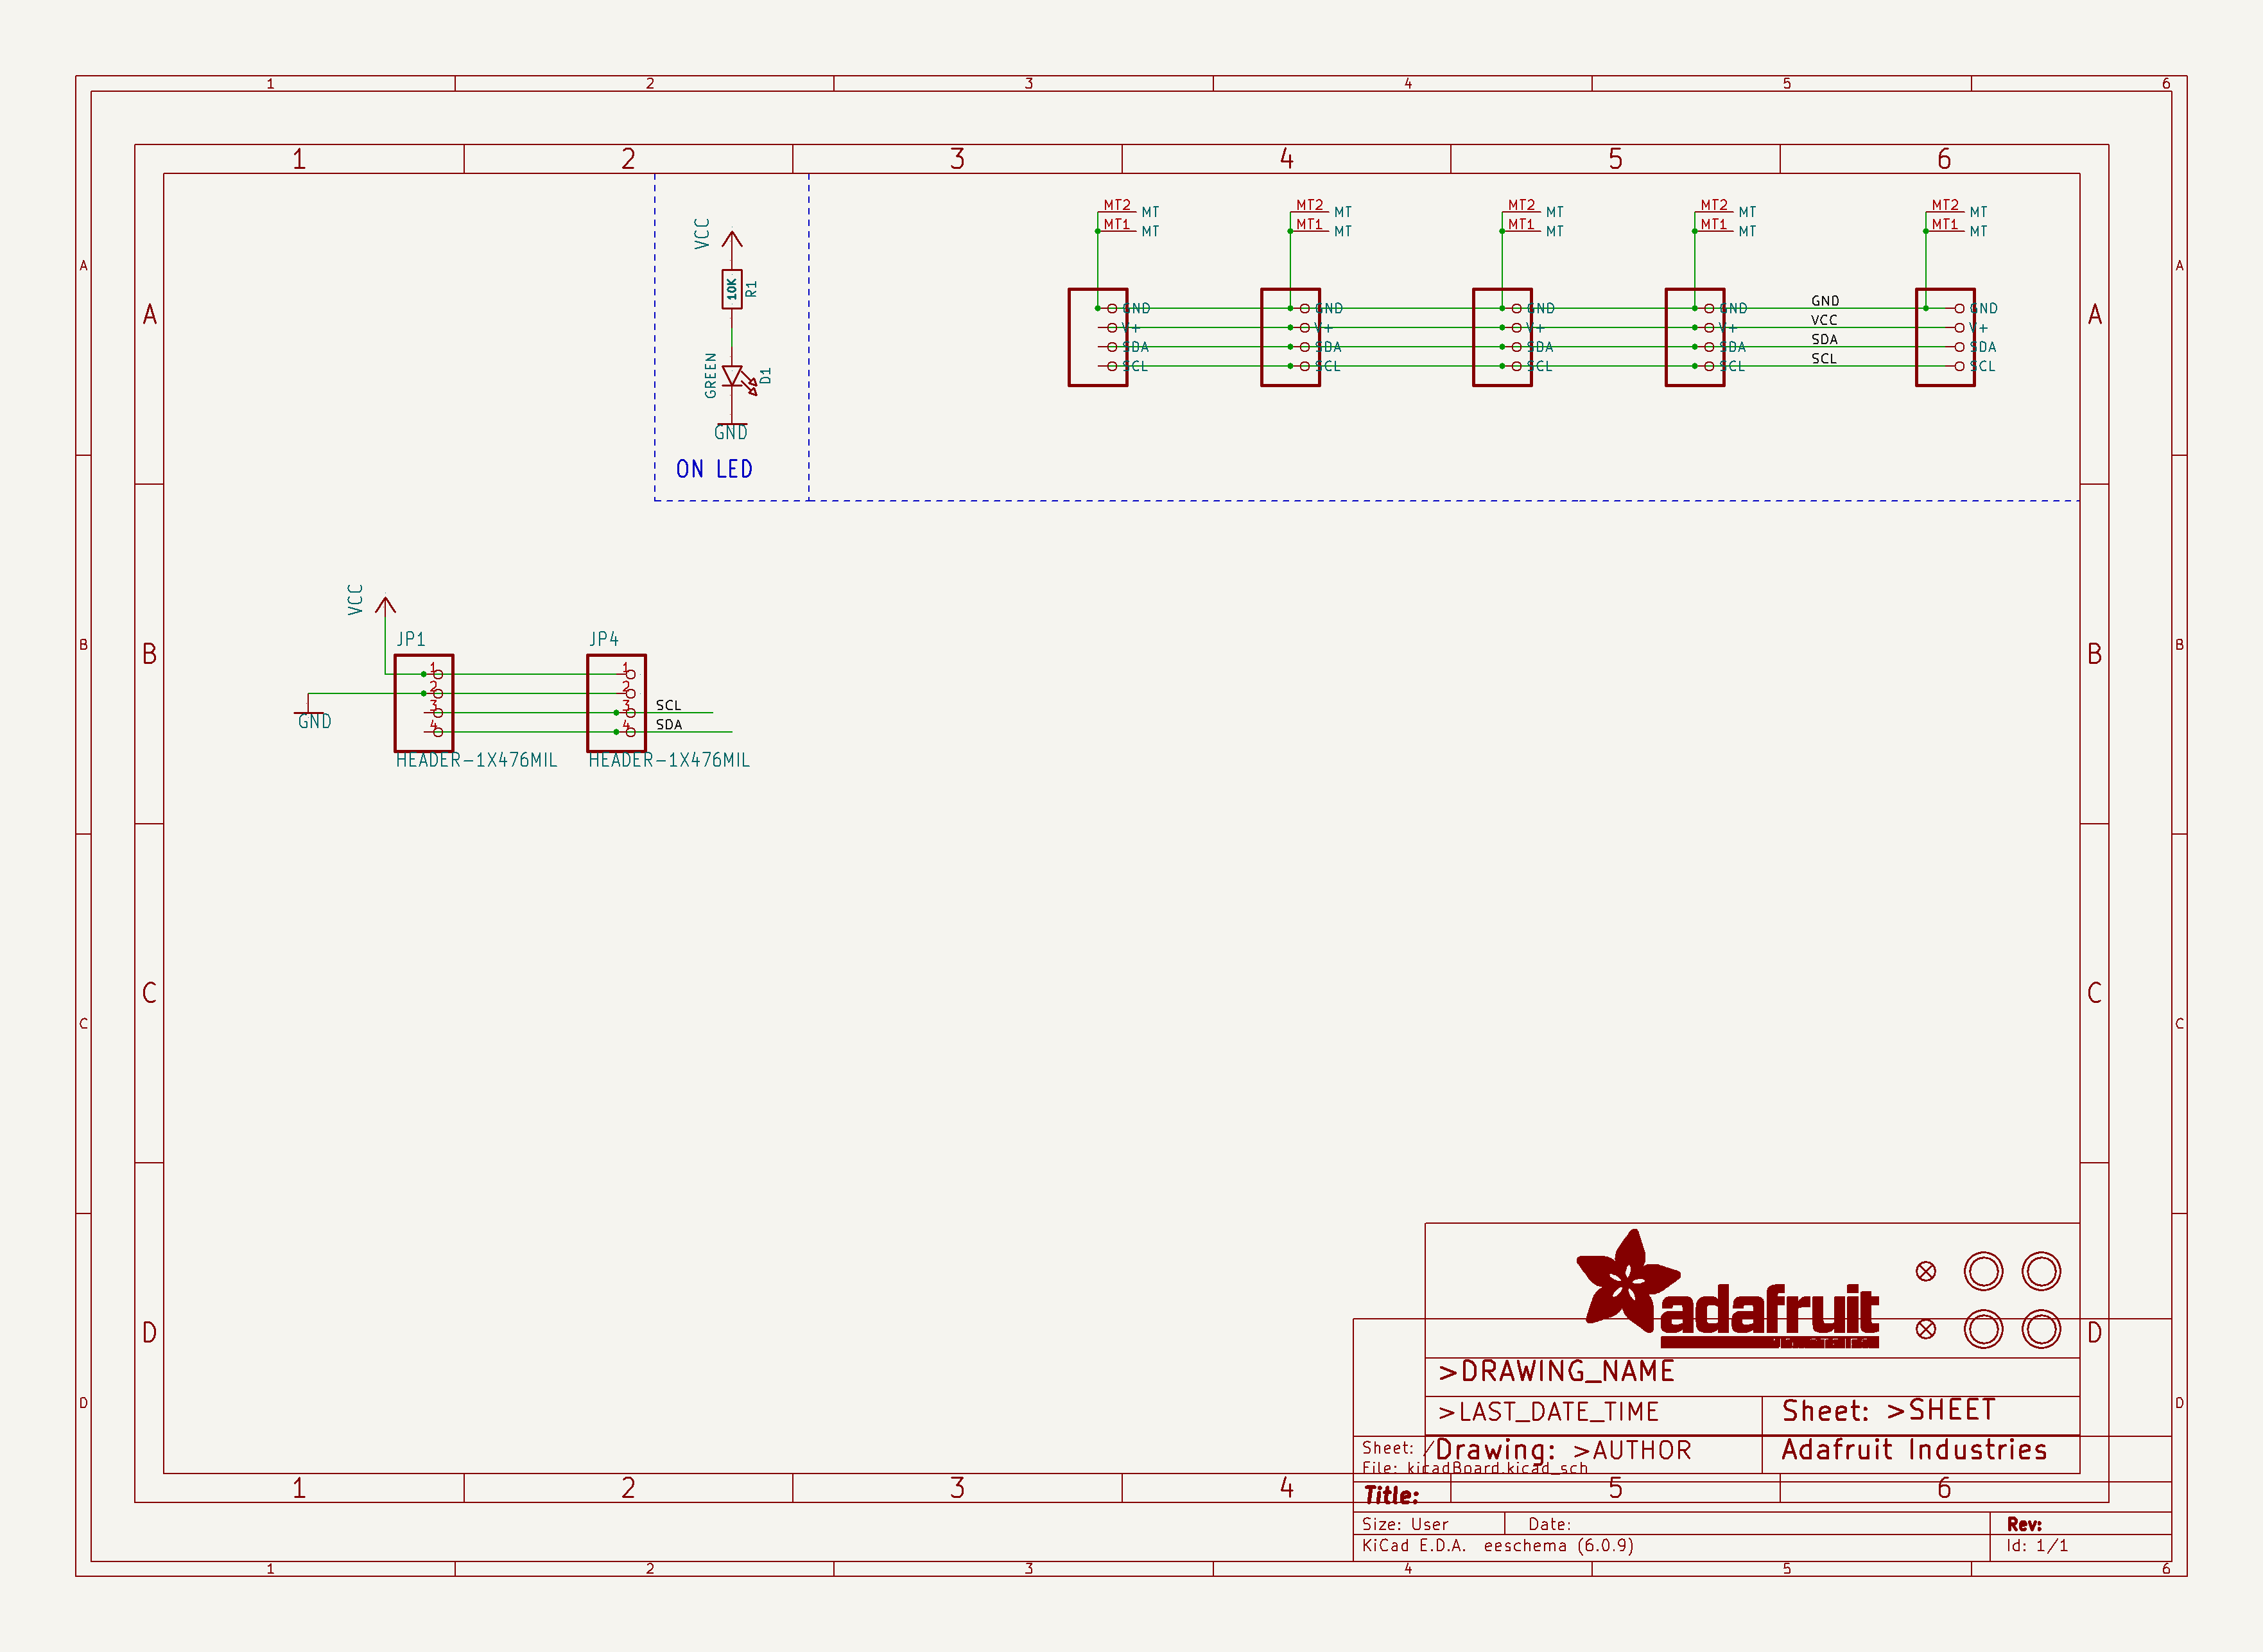 1 2 3 4 5 6
1 2 3 4 5 6
A A A A
VCC
10K R1
GREEN D1
GND
ON LED
MT2 MT MT2 MT MT2 MT MT2 MT MT2 MT
MT1 MT MT1 MT MT1 MT MT1 MT MT1 MT
GND GND GND GND GND GND
V+ V+ V+ V+ VCC V+
SDA SDA SDA SDA SDA SDA
SCL SCL SCL SCL SCL SCL
B B B B
VCC
JP1 JP4
1 1
2 2
3 3 SCL
4 4 SDA
GND
HEADER-1X476MIL HEADER-1X476MIL
C C C C
D D D D
adafruit
>DRAWING_NAME
>LAST_DATE_TIME Sheet: >SHEET
Sheet: / Drawing: >AUTHOR Adafruit Industries
File: kicadBoard.kicad_sch
1 2 3 4 5 6
Title:
Size: User Date: Rev:
KiCad E.D.A. eeschema (6.0.9) Id: 1/1
1 2 3 4 5 6